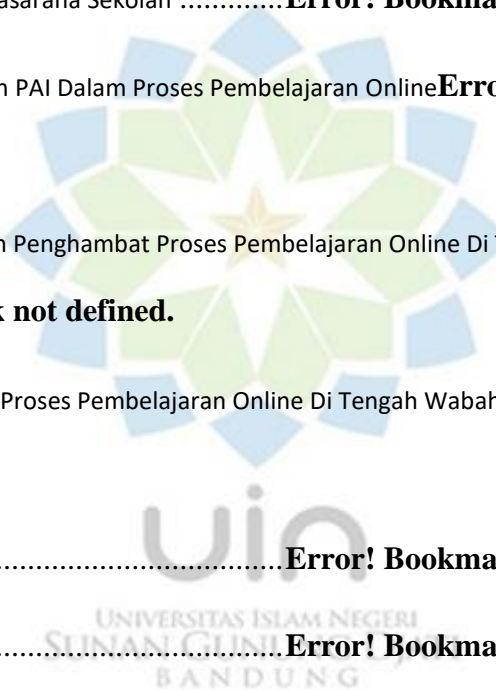 asarana Sekolah .............Error! Bookma
n PAI Dalam Proses Pembelajaran OnlineErro
n Penghambat Proses Pembelajaran Online Di
k not defined.
Proses Pembelajaran Online Di Tengah Wabah
................................Error! Bookma
................................Error! Bookma
uin
UNIVERSITAS ISLAM NEGERI
SUNAN GUNUNG DJATI
BANDUNG